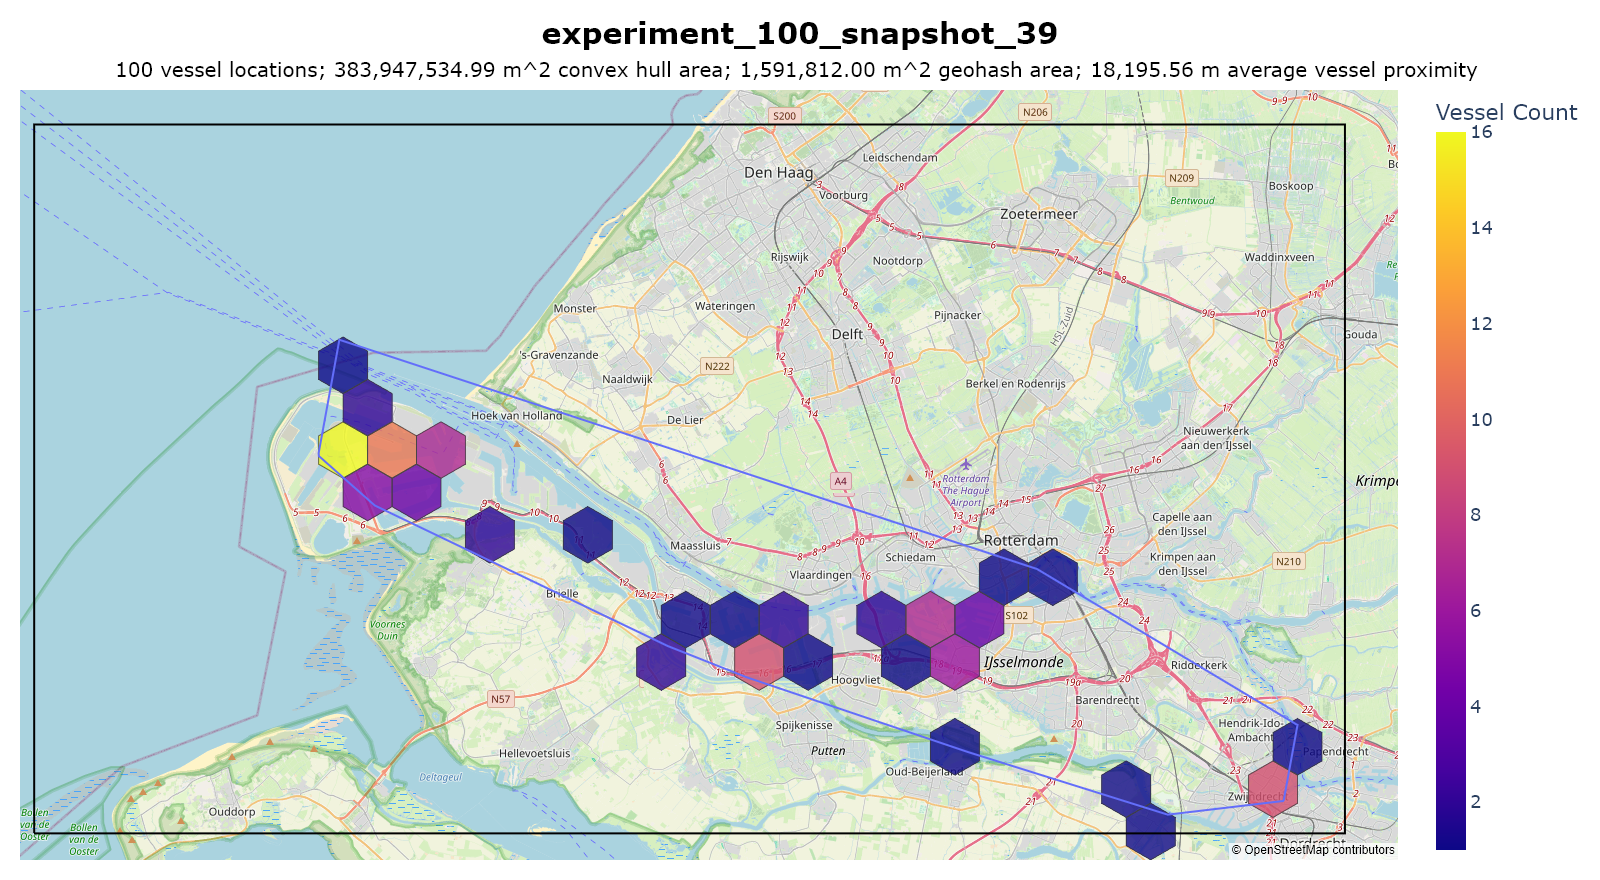 experiment_100_snapshot_39
100 vessel locations; 383,947,534.99 m^2 convex hull area; 1,591,812.00 m^2 geohash area; 18,195.56 m average vessel proximity
Vessel Count
16
14
12
10
8
6
4
2
S200
N206
Leidschendam
Den Haag
Voorburg
N209
Boskoop
Bentwoud
Zoetermeer
Rijswijk
Nootdorp
Waddinxveen
Monster
Wateringen
Pijnacker
HSL-Zuid
Delft
Gouda
's-Gravenzande
N222
Naaldwijk
Berkel en Rodenrijs
Hoek van Holland
De Lier
Nieuwerkerk
aan den IJssel
A4
Rotterdam
The Hague
Airport
Capelle aan
den IJssel
Rotterdam
Maassluis
Schiedam
Krimpen aan
den IJssel
N210
Vlaardingen
Brielle
S102
Voornes
Duin
IJsselmonde
Ridderkerk
Hoogvliet
N57
Barendrecht
Spijkenisse
Hendrik-Ido-
Ambacht
Putten
Papendrecht
Hellevoetsluis
Oud-Beijerland
Deltageul
Zwijndrecht
Ouddorp
Bollen
van de
Ooster
Bollen
van de
Ooster
Dordrecht
© OpenStreetMap contributors